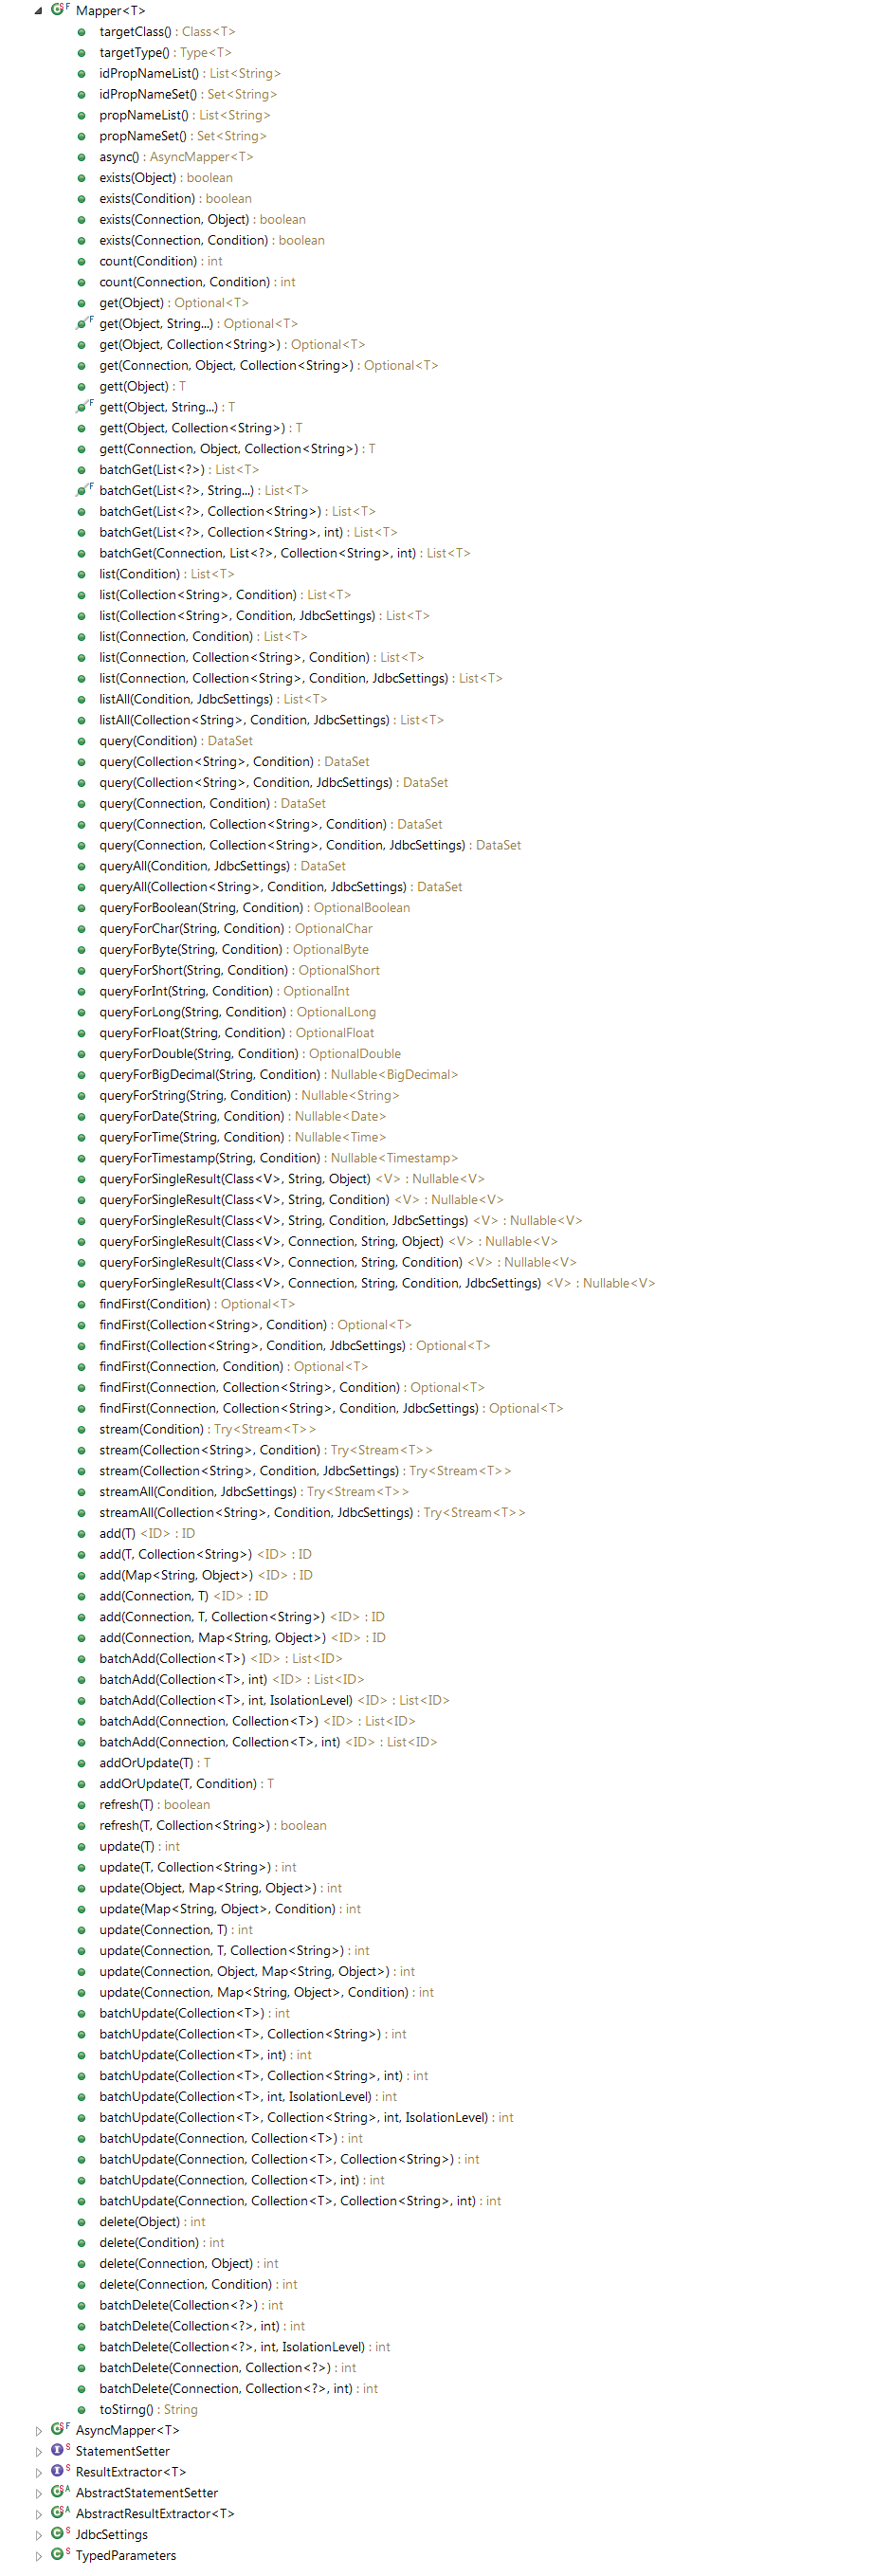 Mapper<T>
targetClass() : Class<T>
targetType() : Type<T>
idPropNameList() : List<String>
idPropNameSet() : Set<String>
propNameList() : List<String>
propNameSet() : Set<String>
async() : AsyncMapper<T>
exists(Object) : boolean
exists(Condition) : boolean
exists(Connection, Object) : boolean
exists(Connection, Condition) : boolean
count(Condition) : int
count(Connection, Condition) : int
get(Object) : Optional<T>
get(Object, String...) : Optional<T>
get(Object, Collection<String>) : Optional<T>
get(Connection, Object, Collection<String>) : Optional<T>
gett(Object) : T
gett(Object, String...) : T
gett(Object, Collection<String>) : T
gett(Connection, Object, Collection<String>) : T
batchGet(List<?>) : List<T>
batchGet(List<?>, String...) : List<T>
batchGet(List<?>, Collection<String>) : List<T>
batchGet(List<?>, Collection<String>, int) : List<T>
batchGet(Connection, List<?>, Collection<String>, int) : List<T>
list(Condition) : List<T>
list(Collection<String>, Condition) : List<T>
list(Collection<String>, Condition, JdbcSettings) : List<T>
list(Connection, Condition) : List<T>
list(Connection, Collection<String>, Condition) : List<T>
list(Connection, Collection<String>, Condition, JdbcSettings) : List<T>
listAll(Condition, JdbcSettings) : List<T>
listAll(Collection<String>, Condition, JdbcSettings) : List<T>
query(Condition) : DataSet
query(Collection<String>, Condition) : DataSet
query(Collection<String>, Condition, JdbcSettings) : DataSet
query(Connection, Condition) : DataSet
query(Connection, Collection<String>, Condition) : DataSet
query(Connection, Collection<String>, Condition, JdbcSettings) : DataSet
queryAll(Condition, JdbcSettings) : DataSet
queryAll(Collection<String>, Condition, JdbcSettings) : DataSet
queryForBoolean(String, Condition) : OptionalBoolean
queryForChar(String, Condition) : OptionalChar
queryForByte(String, Condition) : OptionalByte
queryForShort(String, Condition) : OptionalShort
queryForInt(String, Condition) : OptionalInt
queryForLong(String, Condition) : OptionalLong
queryForFloat(String, Condition) : OptionalFloat
queryForDouble(String, Condition) : OptionalDouble
queryForBigDecimal(String, Condition) : Nullable<BigDecimal>
queryForString(String, Condition) : Nullable<String>
queryForDate(String, Condition) : Nullable<Date>
queryForTime(String, Condition) : Nullable<Time>
queryForTimestamp(String, Condition) : Nullable<Timestamp>
queryForSingleResult(Class<V>, String, Object) <V> : Nullable<V>
queryForSingleResult(Class<V>, String, Condition) <V> : Nullable<V>
queryForSingleResult(Class<V>, String, Condition, JdbcSettings) <V> : Nullable<V>
queryForSingleResult(Class<V>, Connection, String, Object) <V> : Nullable<V>
queryForSingleResult(Class<V>, Connection, String, Condition) <V> : Nullable<V>
queryForSingleResult(Class<V>, Connection, String, Condition, JdbcSettings) <V> : Nullable<V>
findFirst(Condition) : Optional<T>
findFirst(Collection<String>, Condition) : Optional<T>
findFirst(Collection<String>, Condition, JdbcSettings) : Optional<T>
findFirst(Connection, Condition) : Optional<T>
findFirst(Connection, Collection<String>, Condition) : Optional<T>
findFirst(Connection, Collection<String>, Condition, JdbcSettings) : Optional<T>
stream(Condition) : Try<Stream<T>>
stream(Collection<String>, Condition) : Try<Stream<T>>
stream(Collection<String>, Condition, JdbcSettings) : Try<Stream<T>>
streamAll(Condition, JdbcSettings) : Try<Stream<T>>
streamAll(Collection<String>, Condition, JdbcSettings) : Try<Stream<T>>
add(T) <ID> : ID
add(T, Collection<String>) <ID> : ID
add(Map<String, Object>) <ID> : ID
add(Connection, T) <ID> : ID
add(Connection, T, Collection<String>) <ID> : ID
add(Connection, Map<String, Object>) <ID> : ID
batchAdd(Collection<T>) <ID> : List<ID>
batchAdd(Collection<T>, int) <ID> : List<ID>
batchAdd(Collection<T>, int, IsolationLevel) <ID> : List<ID>
batchAdd(Connection, Collection<T>) <ID> : List<ID>
batchAdd(Connection, Collection<T>, int) <ID> : List<ID>
addOrUpdate(T) : T
addOrUpdate(T, Condition) : T
refresh(T) : boolean
refresh(T, Collection<String>) : boolean
update(T) : int
update(T, Collection<String>) : int
update(Object, Map<String, Object>) : int
update(Map<String, Object>, Condition) : int
update(Connection, T) : int
update(Connection, T, Collection<String>) : int
update(Connection, Object, Map<String, Object>) : int
update(Connection, Map<String, Object>, Condition) : int
batchUpdate(Collection<T>) : int
batchUpdate(Collection<T>, Collection<String>) : int
batchUpdate(Collection<T>, int) : int
batchUpdate(Collection<T>, Collection<String>, int) : int
batchUpdate(Collection<T>, int, IsolationLevel) : int
batchUpdate(Collection<T>, Collection<String>, int, IsolationLevel) : int
batchUpdate(Connection, Collection<T>) : int
batchUpdate(Connection, Collection<T>, Collection<String>) : int
batchUpdate(Connection, Collection<T>, int) : int
batchUpdate(Connection, Collection<T>, Collection<String>, int) : int
delete(Object) : int
delete(Condition) : int
delete(Connection, Object) : int
delete(Connection, Condition) : int
batchDelete(Collection<?>) : int
batchDelete(Collection<?>, int) : int
batchDelete(Collection<?>, int, IsolationLevel) : int
batchDelete(Connection, Collection<?>) : int
batchDelete(Connection, Collection<?>, int) : int
toStirng() : String
AsyncMapper<T>
StatementSetter
ResultExtractor<T>
AbstractStatementSetter
AbstractResultExtractor<T>
JdbcSettings
TypedParameters